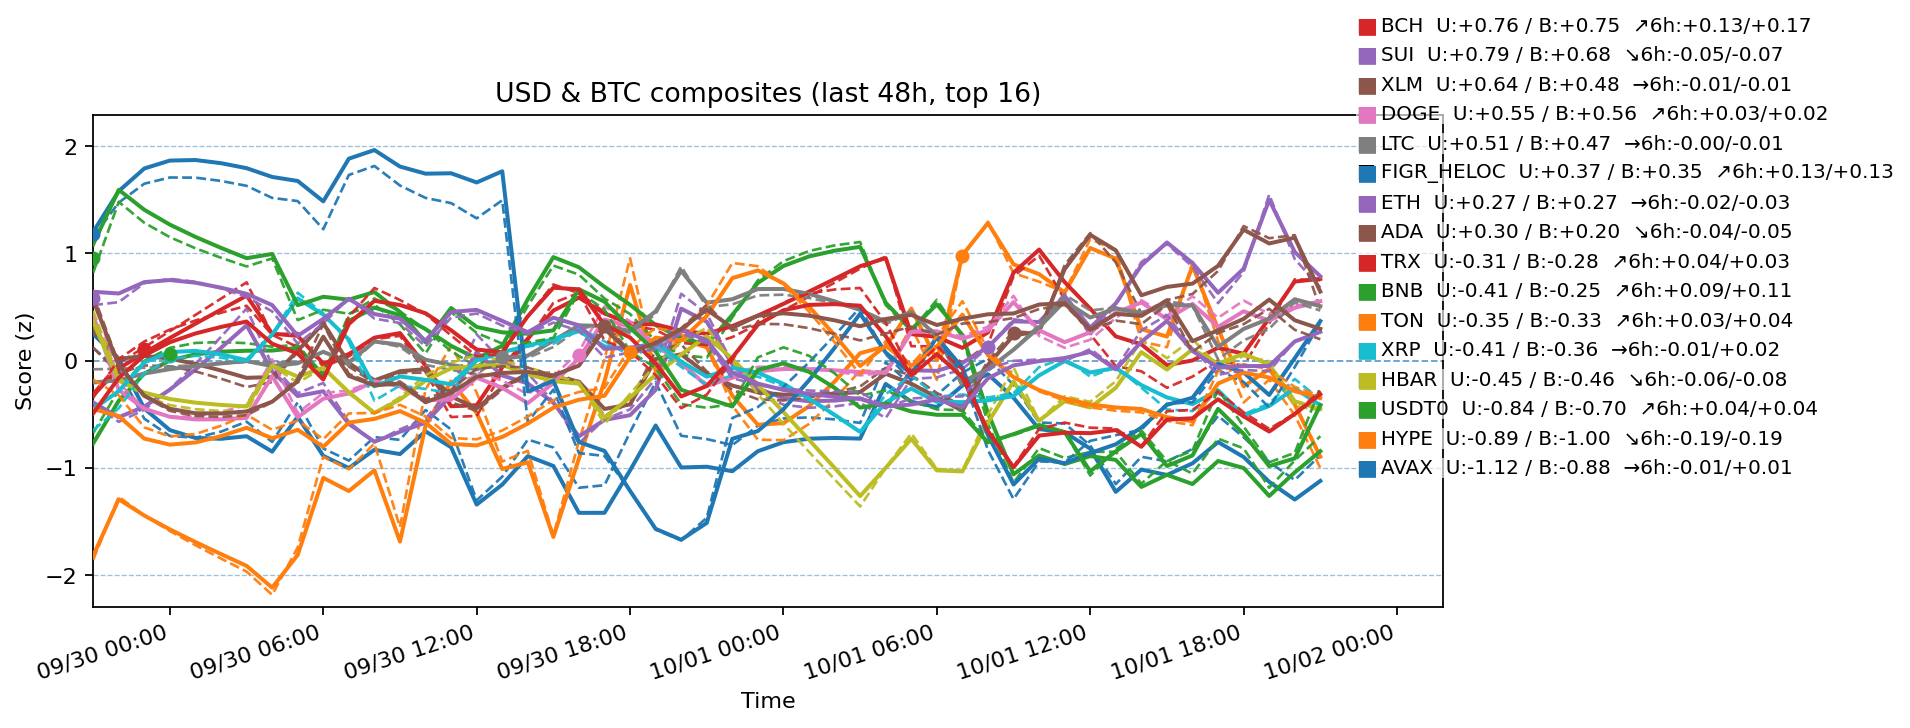 BCH  U:+0.76 / B:+0.75  ↗6h:+0.13/+0.17
SUI  U:+0.79 / B:+0.68  ↘6h:-0.05/-0.07
XLM  U:+0.64 / B:+0.48  →6h:-0.01/-0.01
DOGE  U:+0.55 / B:+0.56  ↗6h:+0.03/+0.02
LTC  U:+0.51 / B:+0.47  →6h:-0.00/-0.01
FIGR_HELOC  U:+0.37 / B:+0.35  ↗6h:+0.13/+0.13
ETH  U:+0.27 / B:+0.27  →6h:-0.02/-0.03
ADA  U:+0.30 / B:+0.20  ↘6h:-0.04/-0.05
TRX  U:-0.31 / B:-0.28  ↗6h:+0.04/+0.03
BNB  U:-0.41 / B:-0.25  ↗6h:+0.09/+0.11
TON  U:-0.35 / B:-0.33  ↗6h:+0.03/+0.04
XRP  U:-0.41 / B:-0.36  →6h:-0.01/+0.02
HBAR  U:-0.45 / B:-0.46  ↘6h:-0.06/-0.08
USDT0  U:-0.84 / B:-0.70  ↗6h:+0.04/+0.04
HYPE  U:-0.89 / B:-1.00  ↘6h:-0.19/-0.19
AVAX  U:-1.12 / B:-0.88  →6h:-0.01/+0.01
USD & BTC composites (last 48h, top 16)
Score (z)
2
1
0
−1
−2
09/30 00:00
09/30 06:00
09/30 12:00
09/30 18:00
10/01 00:00
10/01 06:00
10/01 12:00
10/01 18:00
10/02 00:00
Time